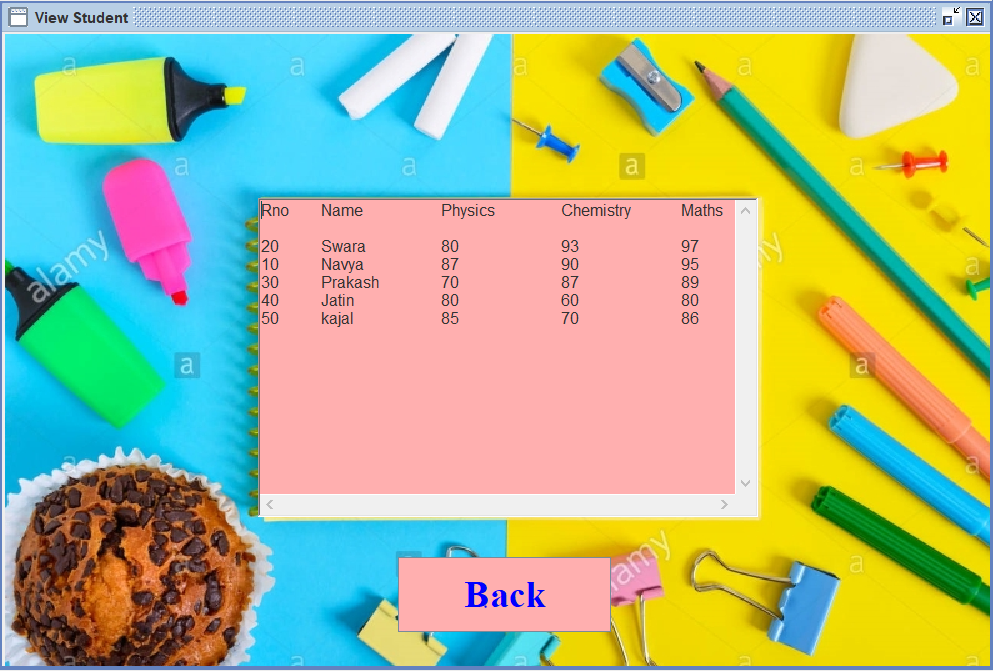 View Student
a a a a a
a a a a
alamy
Rno Name Physics Chemistry Maths
20 Swara 80 93 97
10 Navya 87 90 95
30 Prakash 70 87 89
40 Jatin 80 60 80
50 kajal 85 70 86
a a
Back